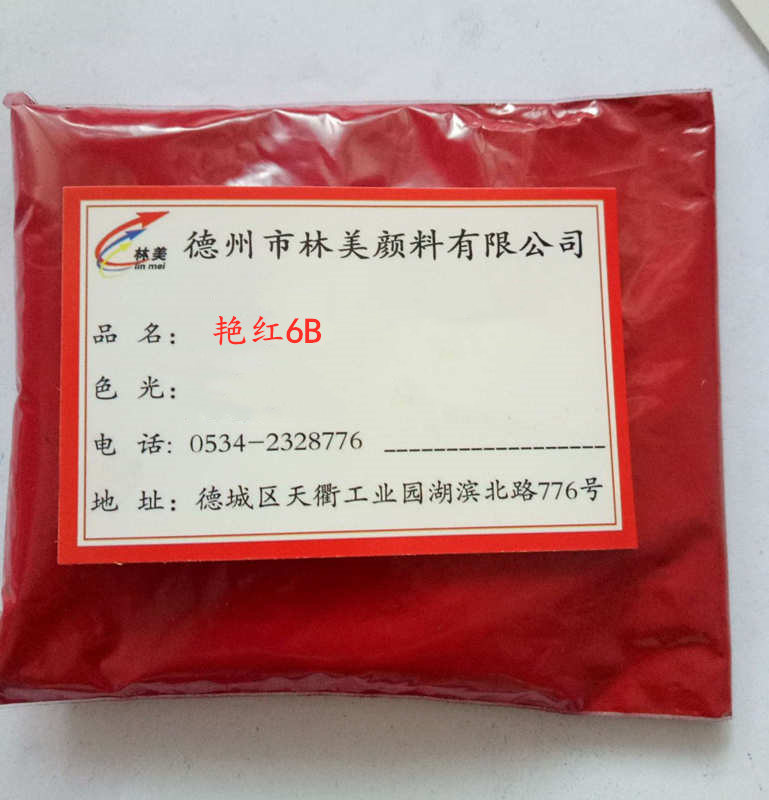 德州市林美颜料有限公司
林美
lin mei
品 名： 艳红6B
色 光：
电 话: 0534-2328776 __________________
地 址： 德城区天衢工业园湖滨北路776号